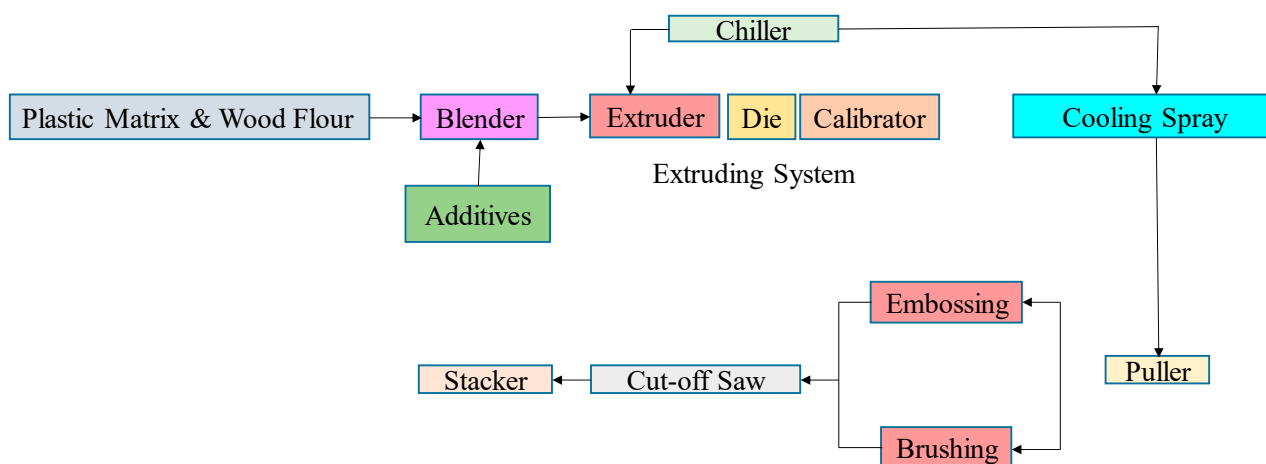 Chiller
Plastic Matrix & Wood Flour
Blender
Extruder
Die
Calibrator
Cooling Spray
Extruding System
Additives
Embossing
Puller
Stacker
Cut-off Saw
Brushing